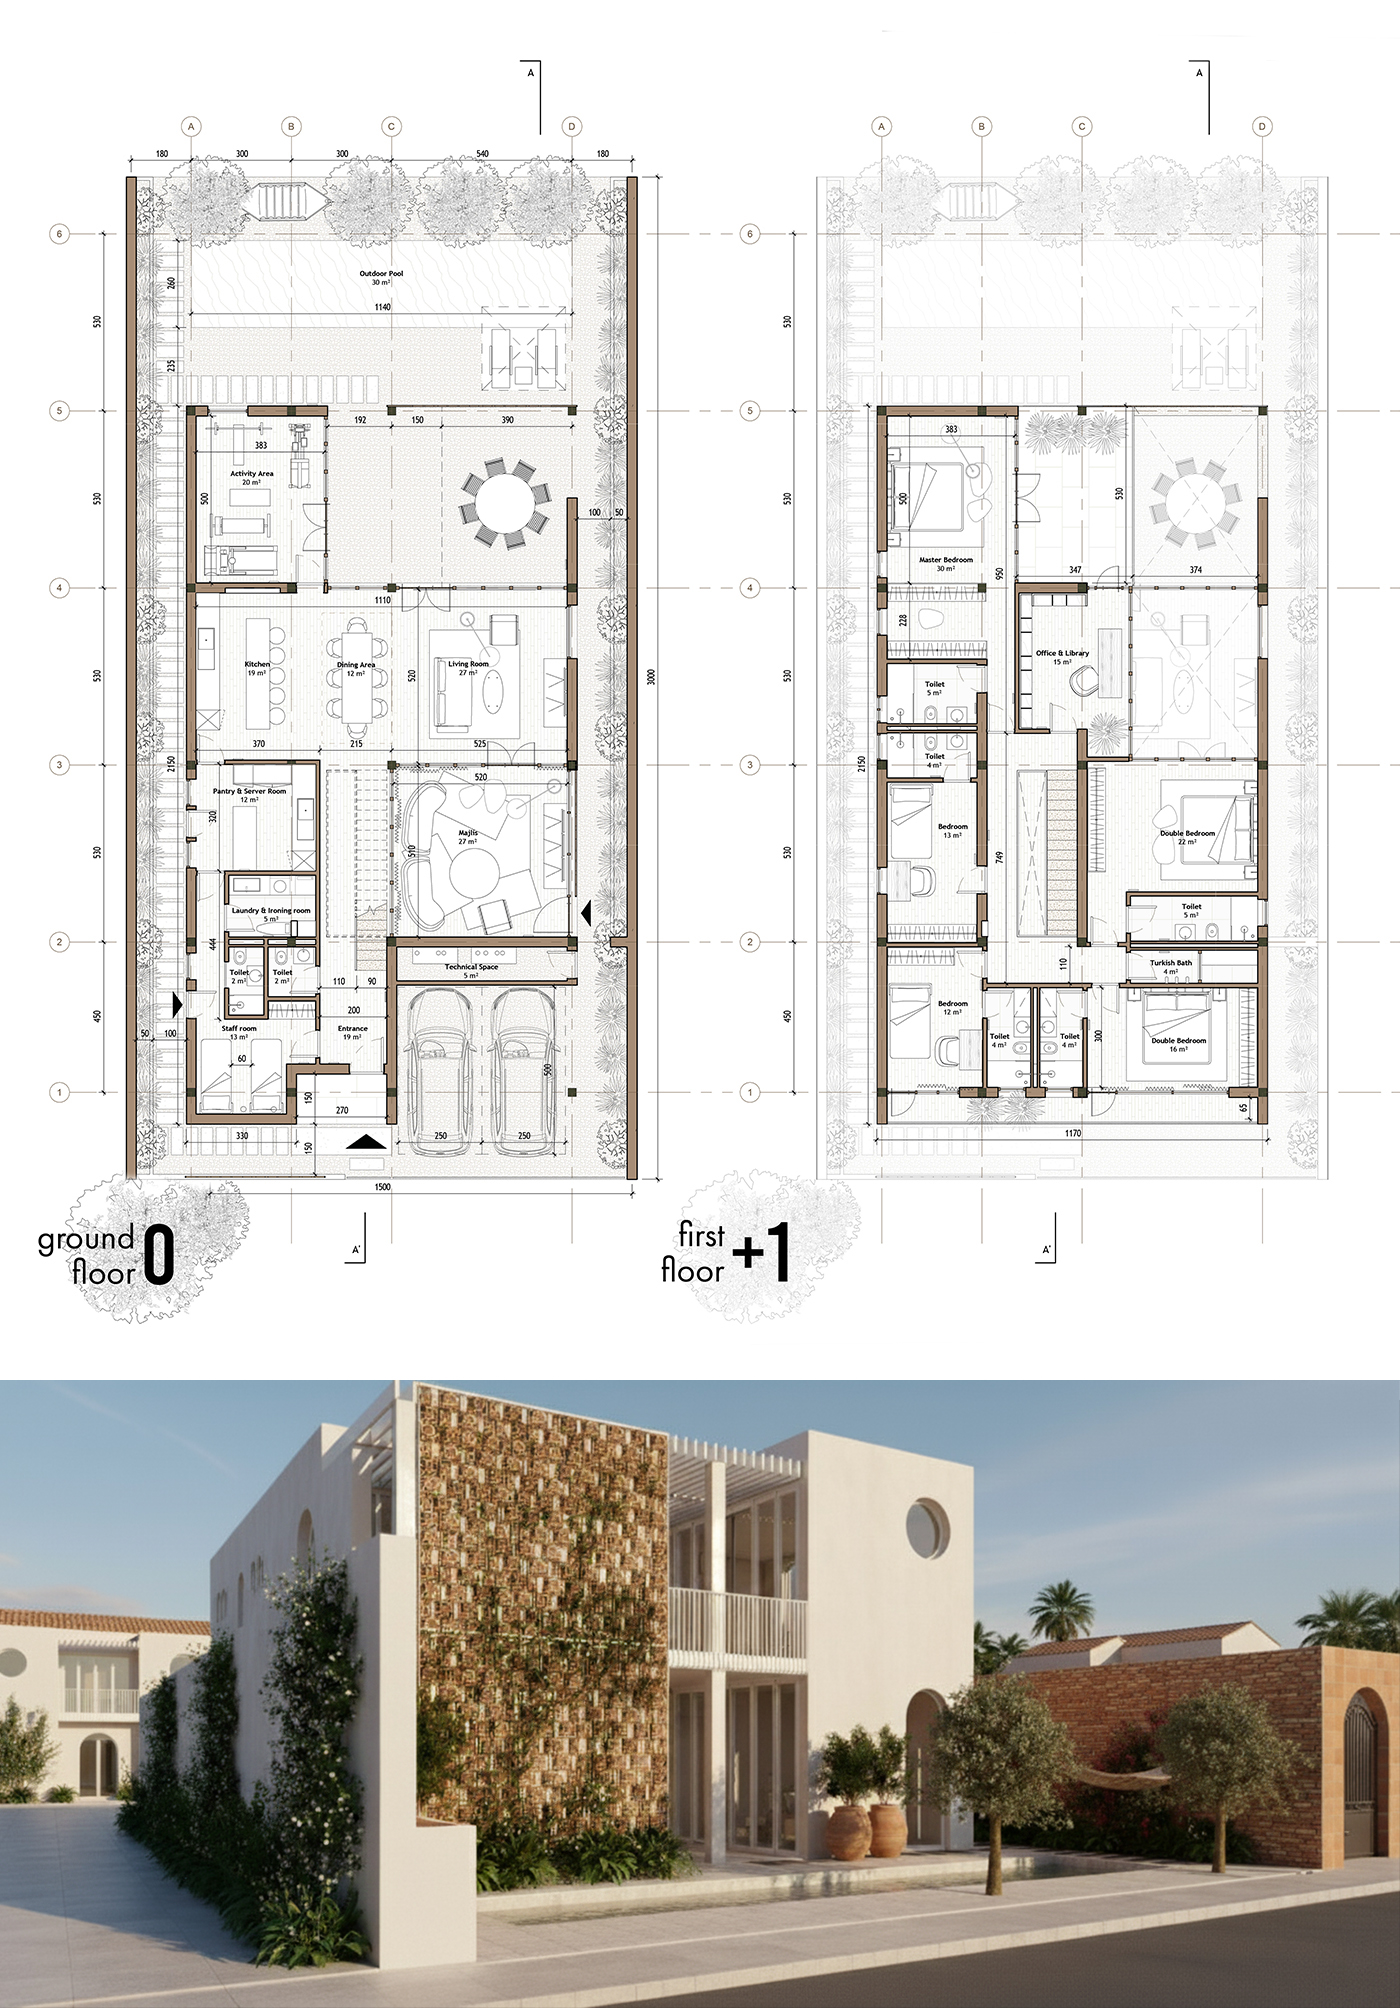 A
A
A
B
C
D
A
B
C
D
180
300
300
540
180
6
6
Outdoor Pool
30 m²
260
1140
530
530
235
5
5
192
150
390
383
383
Activity Area
20 m²
500
500
530
530
530
100
50
Master Bedroom
30 m²
950
347
374
4
4
1110
228
Kitchen
19 m²
Dining Area
12 m²
Living Room
27 m²
520
530
3000
530
Office & Library
15 m²
Toilet
5 m²
370
215
525
3
3
2150
2150
Toilet
4 m²
520
Pantry & Server Room
12 m²
320
Majlis
27 m²
510
530
530
Bedroom
13 m²
749
Double Bedroom
22 m²
Laundry & Ironing room
5 m²
Toilet
5 m²
444
2
2
Toilet
2 m²
Toilet
2 m²
Technical Space
5 m²
110
Turkish Bath
4 m²
110
90
200
450
450
Bedroom
12 m²
50
100
Staff room
13 m²
Entrance
19 m²
Toilet
4 m²
Toilet
4 m²
300
Double Bedroom
16 m²
60
500
1
1
150
270
65
330
150
250
250
1170
1500
ground
floor
0
A'
first
floor
+1
A'